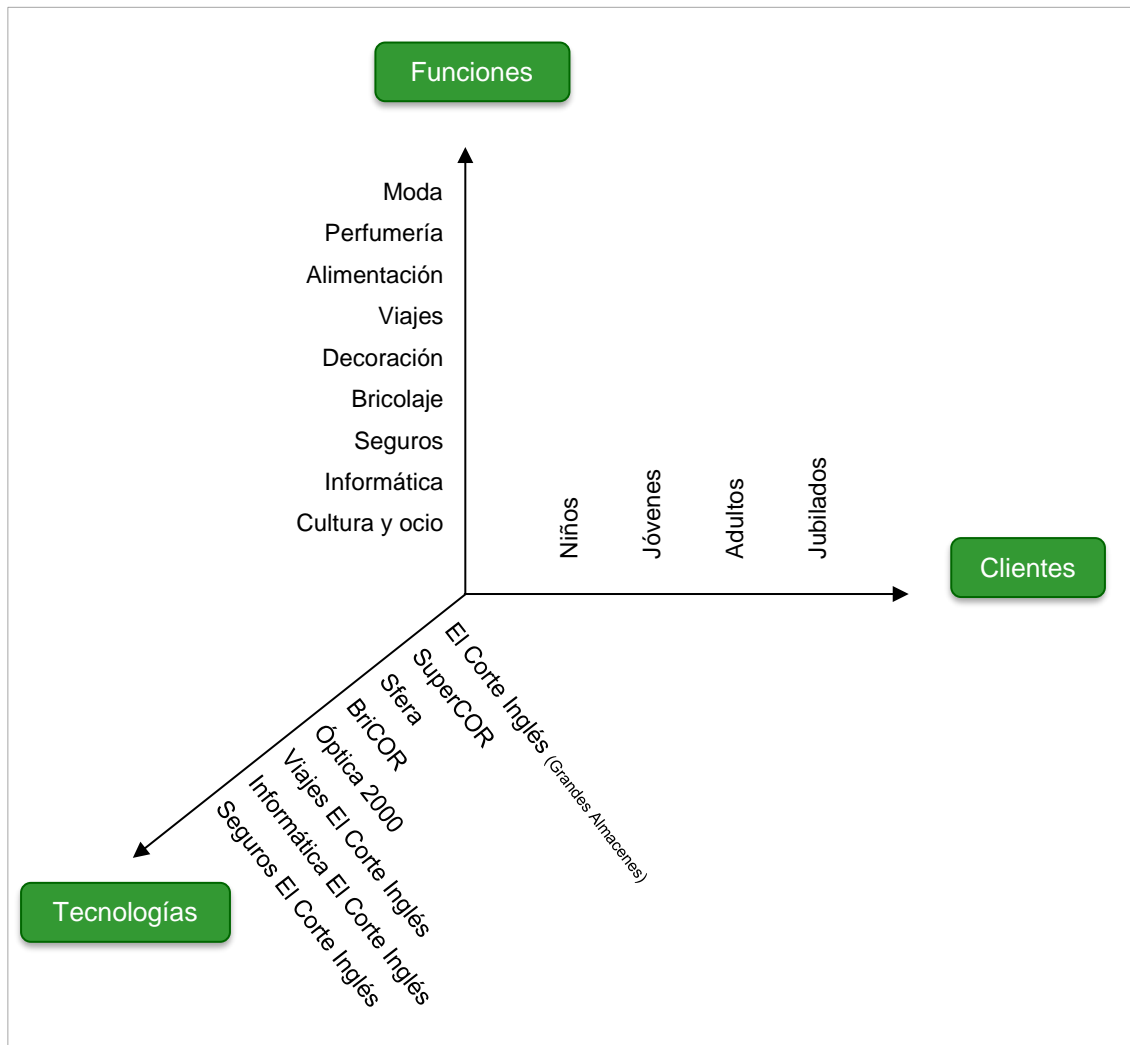 Funciones
Moda
Perfumería
Alimentación
Viajes
Decoración
Bricolaje
Seguros
Informática
Cultura y ocio
Niños
Jóvenes
Adultos
Jubilados
Clientes
El Corte Inglés (Grandes Almacenes)
SuperCOR
Sfera
BriCOR
Óptica 2000
Viajes El Corte Inglés
Informática El Corte Inglés
Seguros El Corte Inglés
Tecnologías